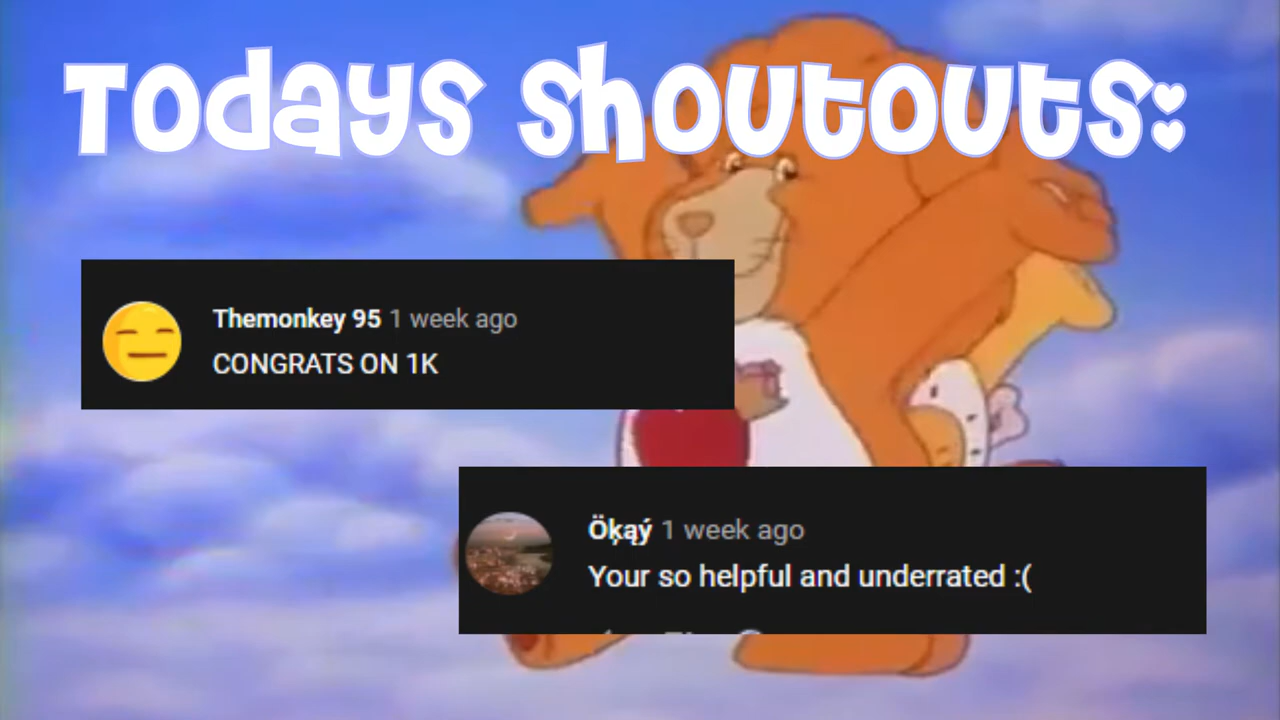 Todays shoutouts:
Themonkey 95 1 week ago
CONGRATS ON 1K
Öķąý 1 week ago
Your so helpful and underrated :(